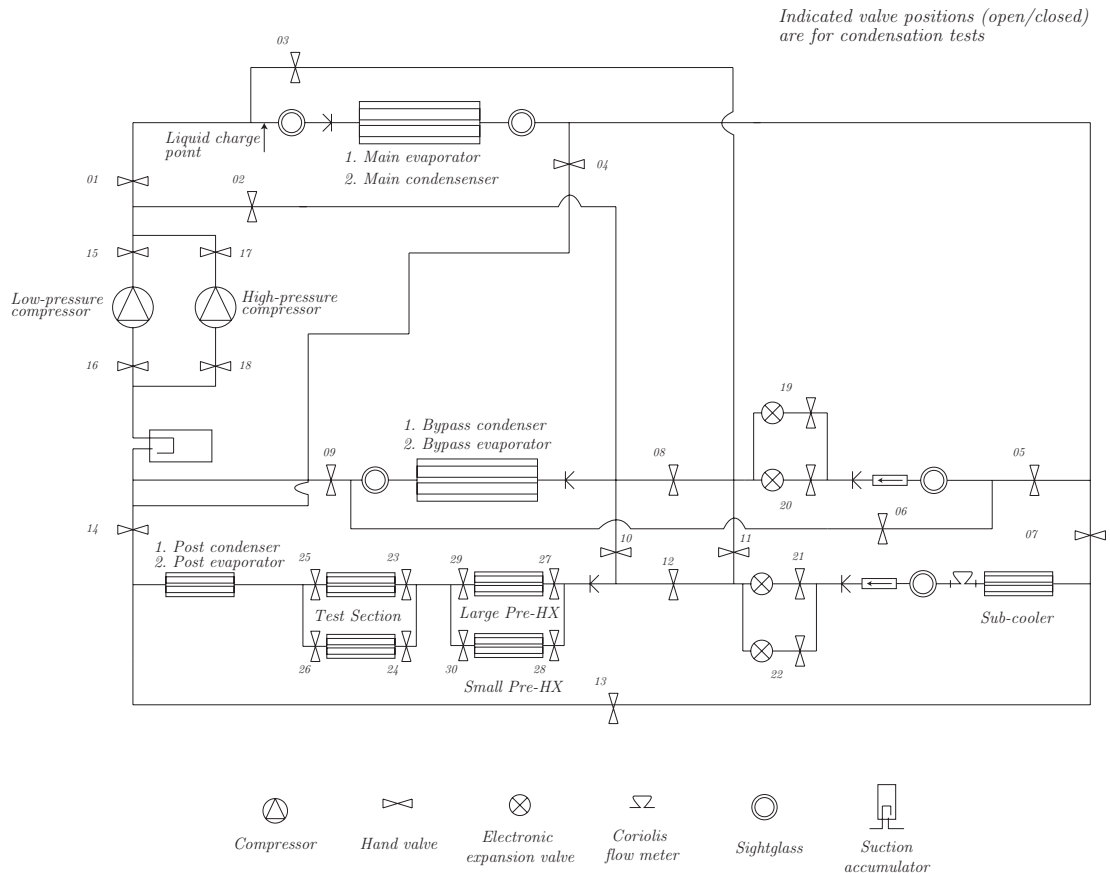 Indicated valve positions (open/closed)
are for condensation tests
03
Liquid charge
point
1. Main evaporator
2. Main condensenser
04
01
02
15
17
Low-pressure
compressor
High-pressure
compressor
16
18
19
1. Bypass condenser
2. Bypass evaporator
09
08
05
20
06
14
10
11
07
1. Post condenser
2. Post evaporator
25
23
29
27
12
21
Test Section
Large Pre-HX
Sub-cooler
26
24
30
28
22
Small Pre-HX
13
Compressor
Hand valve
Electronic
expansion valve
Coriolis
flow meter
Sightglass
Suction
accumulator